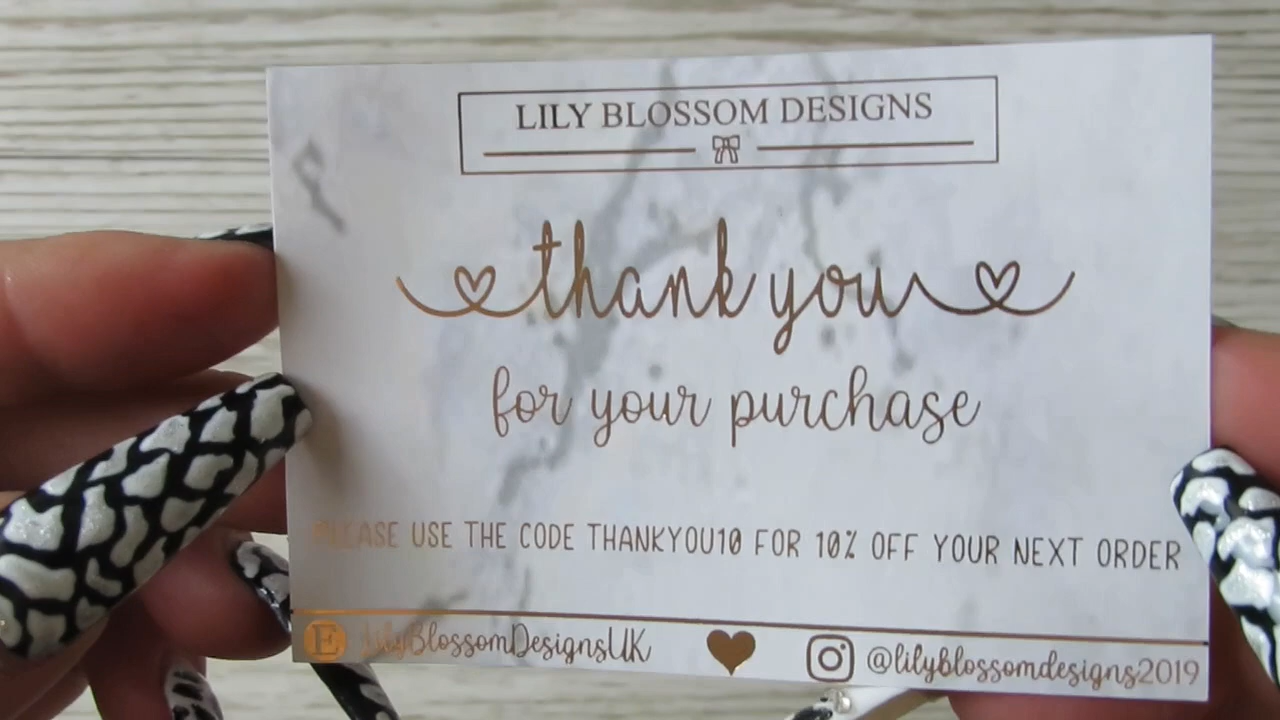 LILY BLOSSOM DESIGNS
thank you
for your purchase
PLEASE USE THE CODE THANKYOU10 FOR 10% OFF YOUR NEXT ORDER
E LilyBlossomDesignsUK @lilyblossomdesigns2019